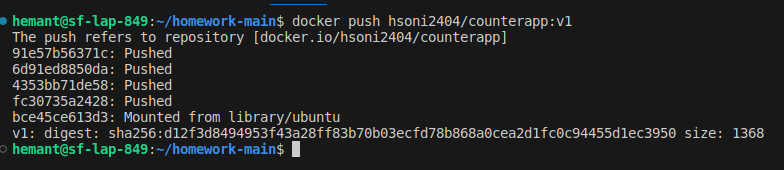 hemant@sf-lap-849:~/homework-main$ docker push hsoni2404/counterapp:v1
The push refers to repository [docker.io/hsoni2404/counterapp]
91e57b56371c: Pushed
6d91ed8850da: Pushed
4353bb71de58: Pushed
fc30735a2428: Pushed
bce45ce613d3: Mounted from library/ubuntu
v1: digest: sha256:d12f3d8494953f43a28ff83b70b03ecfd78b868a0cea2d1fc0c94455d1ec3950 size: 1368
hemant@sf-lap-849:~/homework-main$